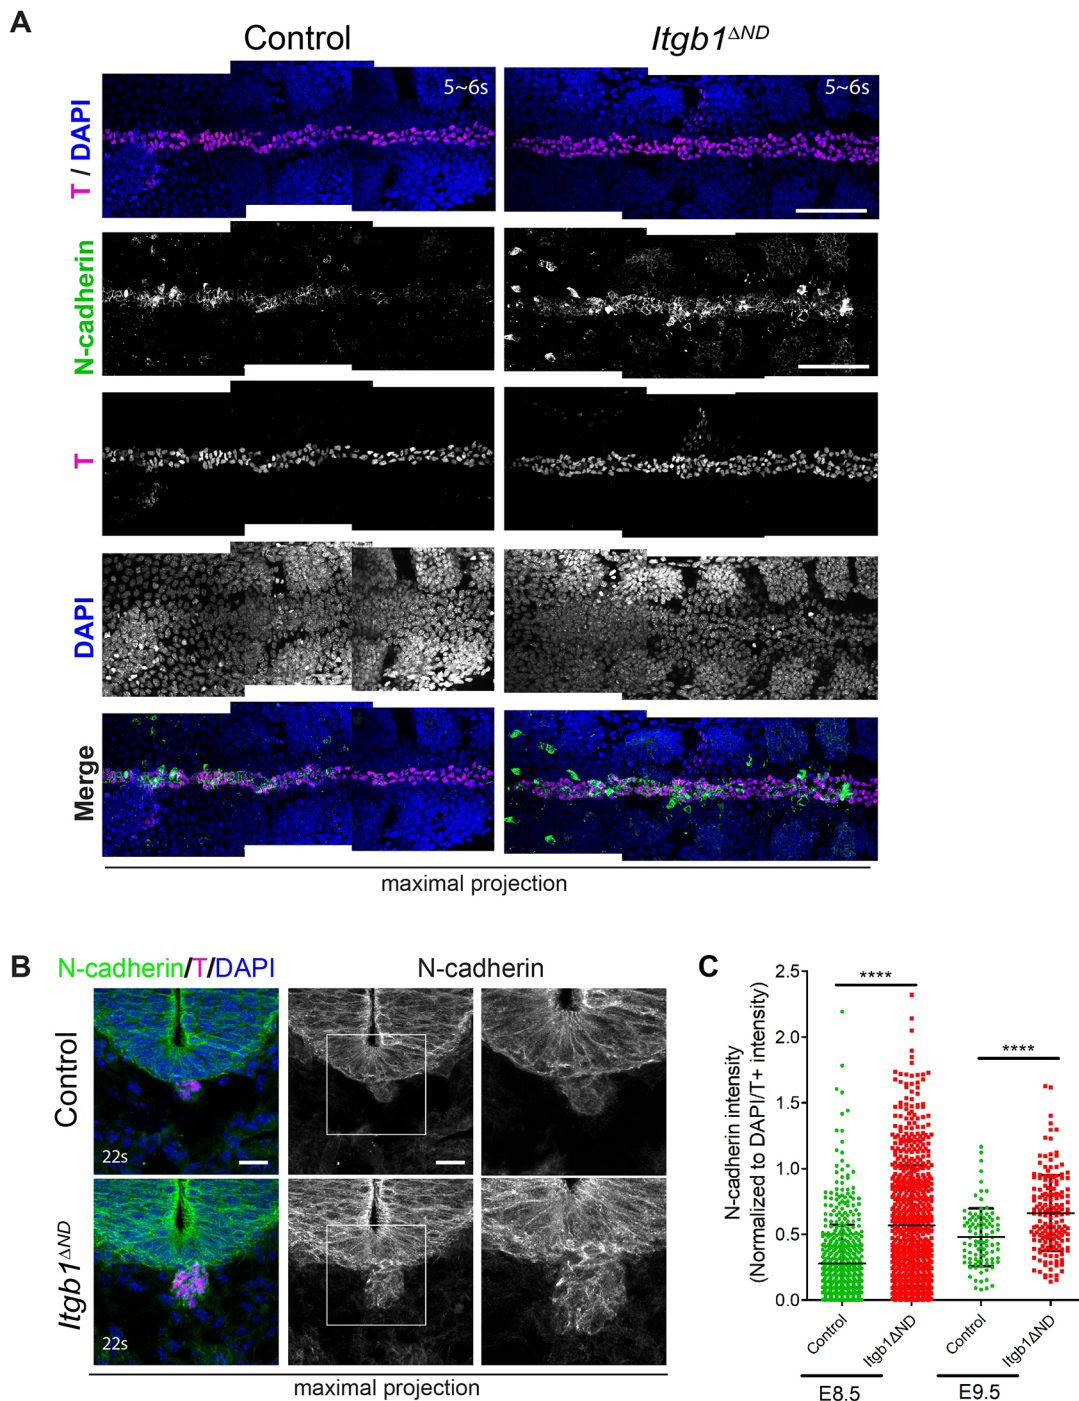 A
Control
Itgb1ΔND
5~6s
5~6s
T / DAPI
N-cadherin
T
DAPI
Merge
maximal projection
B
N-cadherin/T/DAPI
N-cadherin
Control
22s
Itgb1ΔND
22s
maximal projection
C
N-cadherin intensity
(Normalized to DAPI/T+ intensity)
2.5
2.0
1.5
1.0
0.5
0.0
****
****
Control
Itgb1ΔND
Control
Itgb1ΔND
E8.5
E9.5